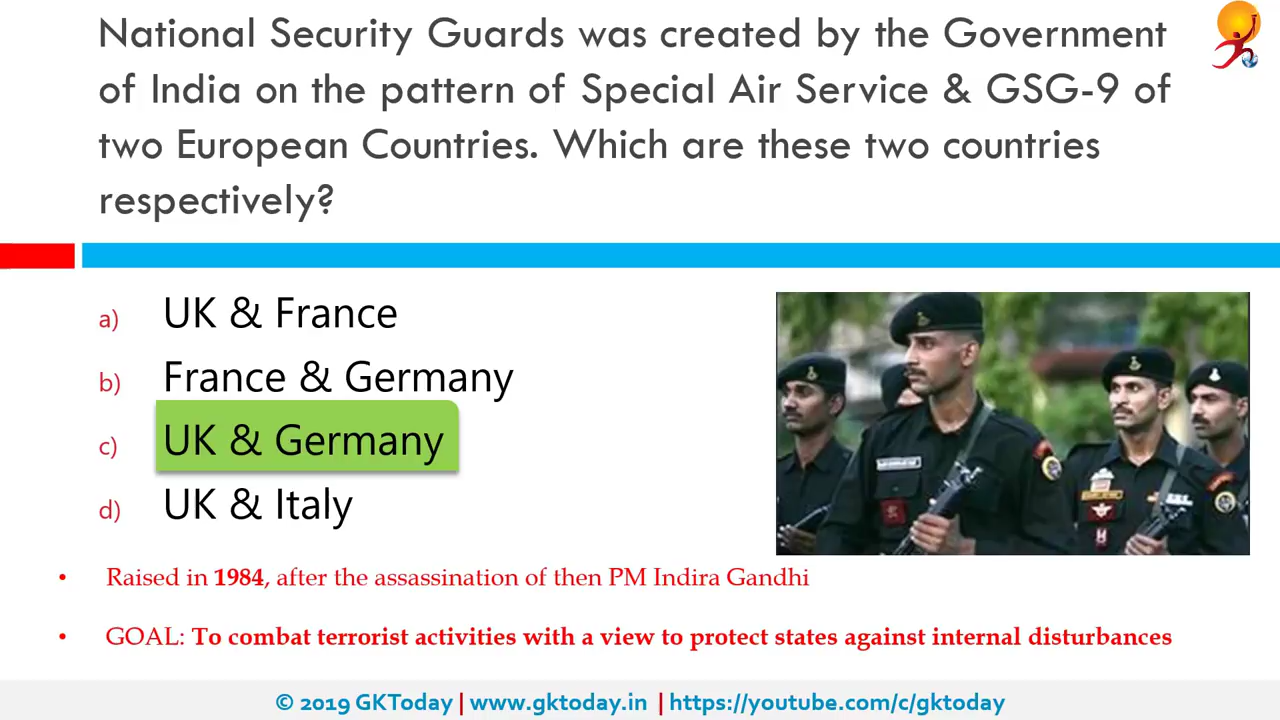 National Security Guards was created by the Government
of India on the pattern of Special Air Service & GSG-9 of
two European Countries. Which are these two countries
respectively?
a) UK & France
b) France & Germany
c) UK & Germany
d) UK & Italy
• Raised in 1984, after the assassination of then PM Indira Gandhi
• GOAL: To combat terrorist activities with a view to protect states against internal disturbances
© 2019 GKToday | www.gktoday.in | https://youtube.com/c/gktoday